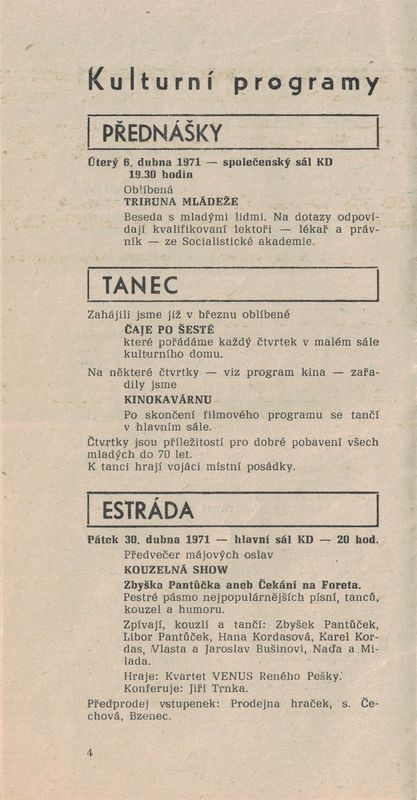 Kulturní programy
PŘEDNÁŠKY
Úterý 6. dubna 1971 — společenský sál KD
19.30 hodin
Oblíbená
TRIBUNA MLÁDEŽE
Beseda s mladými lidmi. Na dotazy odpoví-
dají kvalifikovaní lektoři — lékař a práv-
ník — ze Socialistické akademie.
TANEC
Zahájili jsme již v březnu oblíbené
ČAJE PO ŠESTÉ
které pořádáme každý čtvrtek v malém sále
kulturního domu.
Na některé čtvrtky — viz program kina — zařa-
dily jsme
KINOKAVÁRNU
Po skončení filmového programu se tančí
v hlavním sále.
Čtvrtky jsou příležitostí pro dobré pobavení všech
mladých do 70 let.
K tanci hrají vojáci místní posádky.
ESTRÁDA
Pátek 30. dubna 1971 — hlavní sál KD — 20 hod.
Předvečer májových oslav
KOUZELNÁ SHOW
Zbyška Pantůčka aneb Čekání na Foreta.
Pestré pásmo nejpopulárnějších písní, tanců,
kouzel a humoru.
Zpívají, kouzlí a tančí: Zbyšek Pantůček,
Libor Pantůček, Hana Kordasová, Karel Kor-
das, Vlasta a Jaroslav Bušinovi, Naďa a Mi-
lada.
Hraje: Kvartet VENUS Reného Pešky.
Konferuje: Jiří Trnka.
Předprodej vstupenek: Prodejna hraček, s. Če-
chová, Bzenec.
4